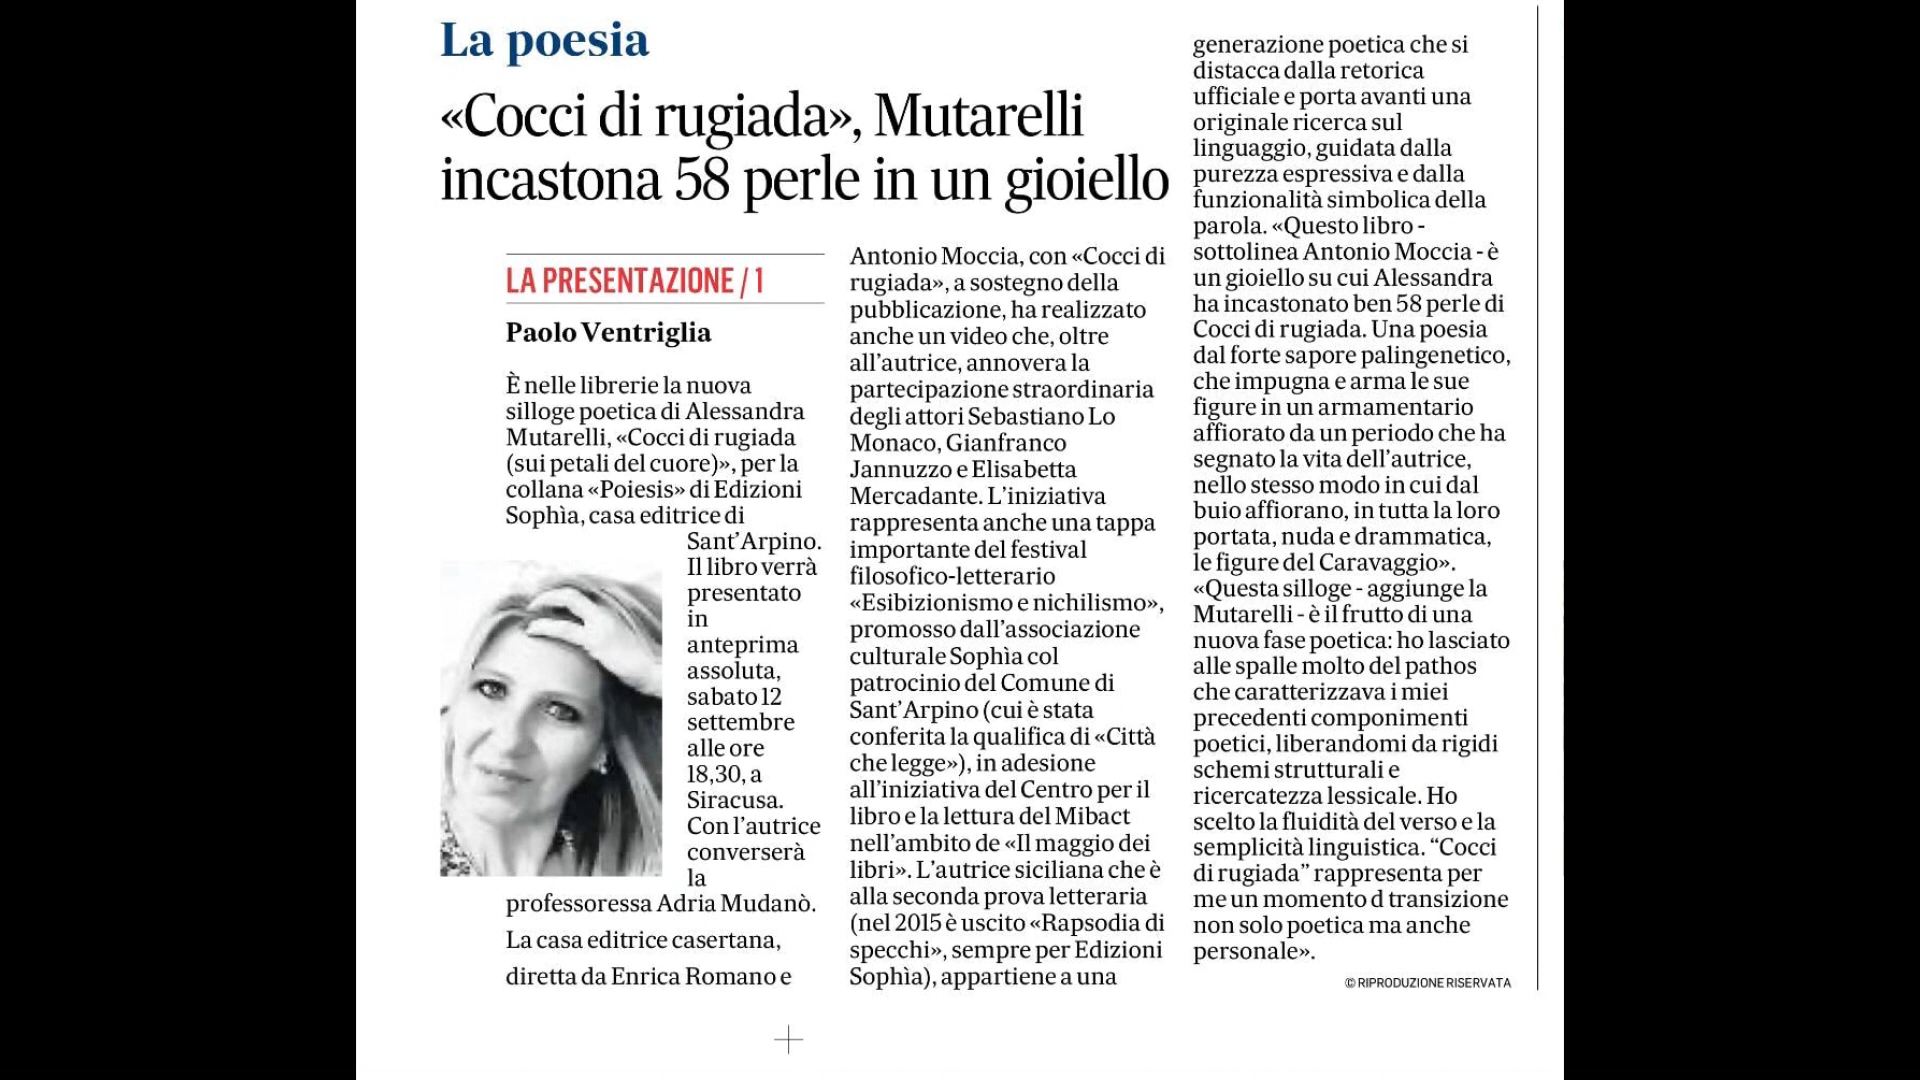 La poesia
«Cocci di rugiada», Mutarelli
incastona 58 perle in un gioiello
LA PRESENTAZIONE / 1
Paolo Ventriglia
È nelle librerie la nuova
silloge poetica di Alessandra
Mutarelli, «Cocci di rugiada
(sui petali del cuore)», per la
collana «Poiesis» di Edizioni
Sophìa, casa editrice di
Sant'Arpino.
Il libro verrà
presentato
in
anteprima
assoluta,
sabato 12
settembre
alle ore
18,30, a
Siracusa.
Con l'autrice
converserà
la
professoressa Adria Mudanò.
La casa editrice casertana,
diretta da Enrica Romano e
Antonio Moccia, con «Cocci di
rugiada», a sostegno della
pubblicazione, ha realizzato
anche un video che, oltre
all'autrice, annovera la
partecipazione straordinaria
degli attori Sebastiano Lo
Monaco, Gianfranco
Jannuzzo e Elisabetta
Mercadante. L'iniziativa
rappresenta anche una tappa
importante del festival
filosofico-letterario
«Esibizionismo e nichilismo»,
promosso dall'associazione
culturale Sophìa col
patrocinio del Comune di
Sant'Arpino (cui è stata
conferita la qualifica di «Città
che legge»), in adesione
all'iniziativa del Centro per il
libro e la lettura del Mibact
nell'ambito de «Il maggio dei
libri». L'autrice siciliana che è
alla seconda prova letteraria
(nel 2015 è uscito «Rapsodia di
specchi», sempre per Edizioni
Sophìa), appartiene a una
generazione poetica che si
distacca dalla retorica
ufficiale e porta avanti una
originale ricerca sul
linguaggio, guidata dalla
purezza espressiva e dalla
funzionalità simbolica della
parola. «Questo libro -
sottolinea Antonio Moccia - è
un gioiello su cui Alessandra
ha incastonato ben 58 perle di
Cocci di rugiada. Una poesia
dal forte sapore palingenetico,
che impugna e arma le sue
figure in un armamentario
affiorato da un periodo che ha
segnato la vita dell'autrice,
nello stesso modo in cui dal
buio affiorano, in tutta la loro
portata, nuda e drammatica,
le figure del Caravaggio».
«Questa silloge - aggiunge la
Mutarelli - è il frutto di una
nuova fase poetica: ho lasciato
alle spalle molto del pathos
che caratterizzava i miei
precedenti componimenti
poetici, liberandomi da rigidi
schemi strutturali e
ricercatezza lessicale. Ho
scelto la fluidità del verso e la
semplicità linguistica. “Cocci
di rugiada” rappresenta per
me un momento d transizione
non solo poetica ma anche
personale».
© RIPRODUZIONE RISERVATA